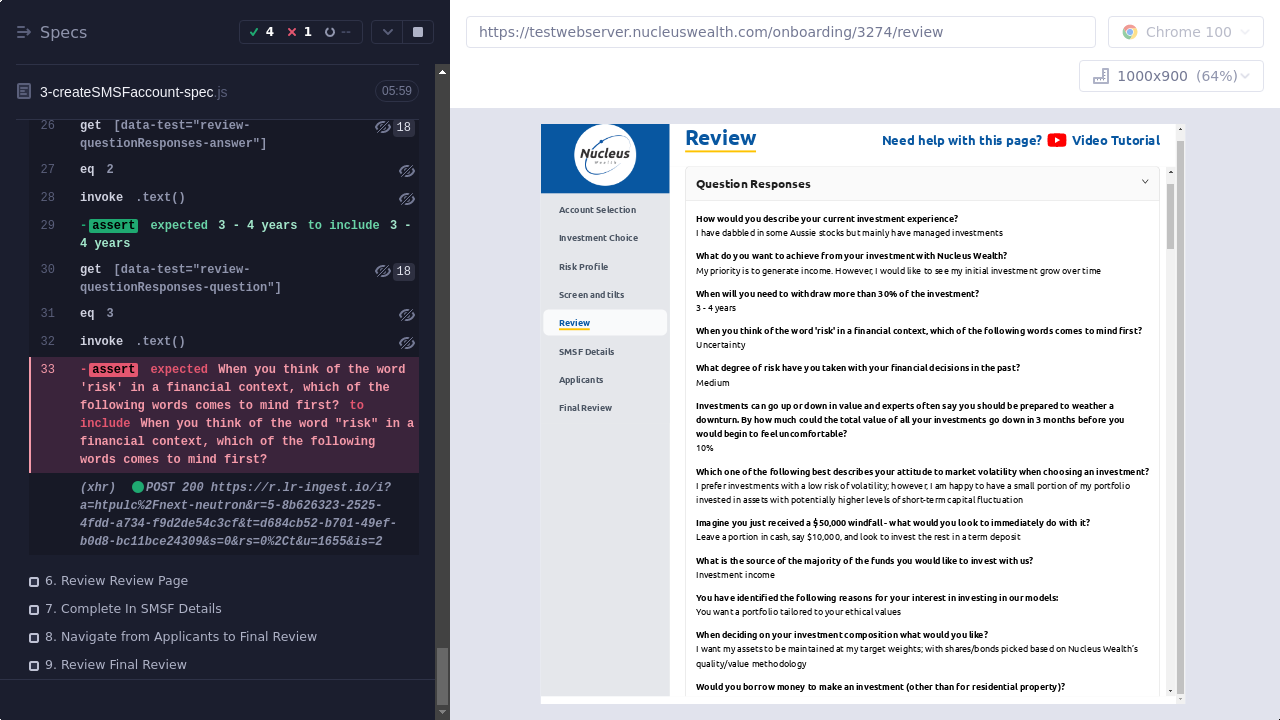 Specs
4
1
--
3-createSMSFaccount-spec.js
05:59
26 get [data-test="review-
questionResponses-answer"]
18
27 eq 2
28 invoke .text()
29 -assert expected 3 - 4 years to include 3 -
4 years
30 get [data-test="review-
questionResponses-question"]
18
31 eq 3
32 invoke .text()
33 -assert expected When you think of the word
'risk' in a financial context, which of the
following words comes to mind first? to
include When you think of the word "risk" in a
financial context, which of the following
words comes to mind first?
(xhr) POST 200 https://r.lr-ingest.io/i?
a=htpulc%2Fnext-neutron&r=5-8b626323-2525-
4fdd-a734-f9d2de54c3cf&t=d684cb52-b701-49ef-
b0d8-bc11bce24309&s=0&rs=0%2Ct&u=1655&is=2
6. Review Review Page
7. Complete In SMSF Details
8. Navigate from Applicants to Final Review
9. Review Final Review
https://testwebserver.nucleuswealth.com/onboarding/3274/review
Chrome 100
1000x900 (64%)
Nucleus
Wealth
Account Selection
Investment Choice
Risk Profile
Screen and tilts
Review
SMSF Details
Applicants
Final Review
Review
Need help with this page? Video Tutorial
Question Responses
How would you describe your current investment experience?
I have dabbled in some Aussie stocks but mainly have managed investments
What do you want to achieve from your investment with Nucleus Wealth?
My priority is to generate income. However, I would like to see my initial investment grow over time
When will you need to withdraw more than 30% of the investment?
3 - 4 years
When you think of the word 'risk' in a financial context, which of the following words comes to mind first?
Uncertainty
What degree of risk have you taken with your financial decisions in the past?
Medium
Investments can go up or down in value and experts often say you should be prepared to weather a
downturn. By how much could the total value of all your investments go down in 3 months before you
would begin to feel uncomfortable?
10%
Which one of the following best describes your attitude to market volatility when choosing an investment?
I prefer investments with a low risk of volatility; however, I am happy to have a small portion of my portfolio
invested in assets with potentially higher levels of short-term capital fluctuation
Imagine you just received a $50,000 windfall - what would you look to immediately do with it?
Leave a portion in cash, say $10,000, and look to invest the rest in a term deposit
What is the source of the majority of the funds you would like to invest with us?
Investment income
You have identified the following reasons for your interest in investing in our models:
You want a portfolio tailored to your ethical values
When deciding on your investment composition what would you like?
I want my assets to be maintained at my target weights; with shares/bonds picked based on Nucleus Wealth's
quality/value methodology
Would you borrow money to make an investment (other than for residential property)?